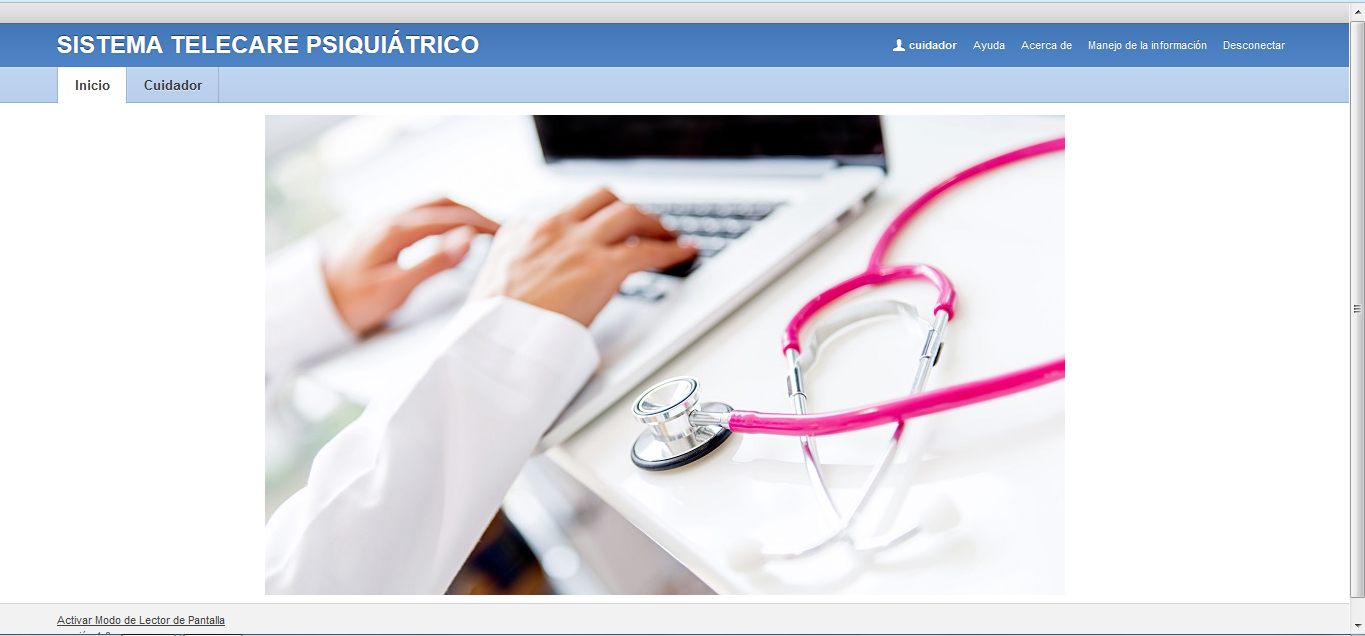 SISTEMA TELECARE PSIQUIÁTRICO
cuidador Ayuda Acerca de Manejo de la información Desconectar
Inicio Cuidador
Activar Modo de Lector de Pantalla